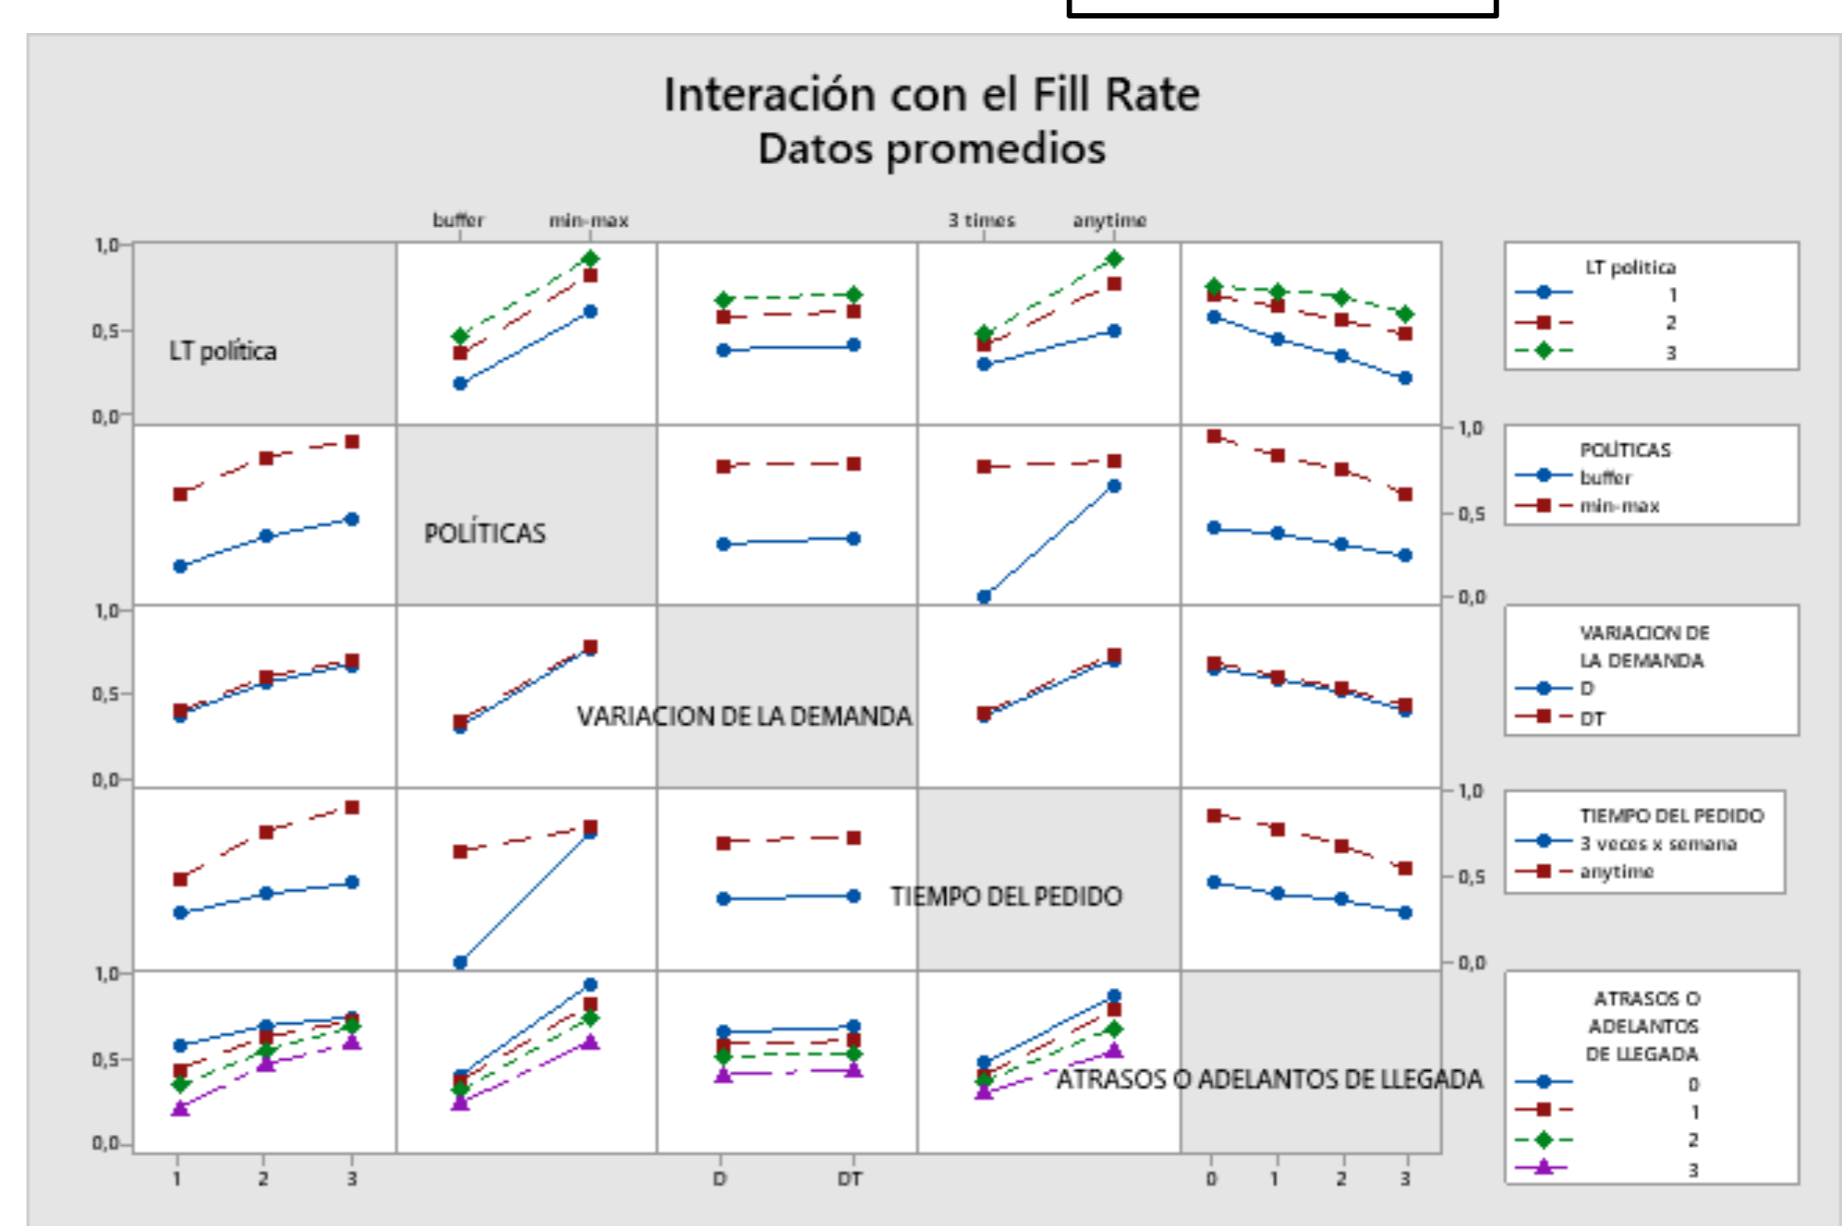 Interación con el Fill Rate
Datos promedios
buffer min-max 3 times anytime
1,0
0,5
0,0
LT política
LT politica
1
2
3
1,0
0,5
0,0
POLÍTICAS
POLÍTICAS
buffer
min-max
1,0
0,5
0,0
VARIACION DE LA DEMANDA
VARIACION DE
LA DEMANDA
D
DT
1,0
0,5
0,0
TIEMPO DEL PEDIDO
TIEMPO DEL PEDIDO
3 veces x semana
anytime
1,0
0,5
0,0
ATRASOS O ADELANTOS DE LLEGADA
ATRASOS O
ADELANTOS
DE LLEGADA
0
1
2
3
1 2 3 D DT 0 1 2 3